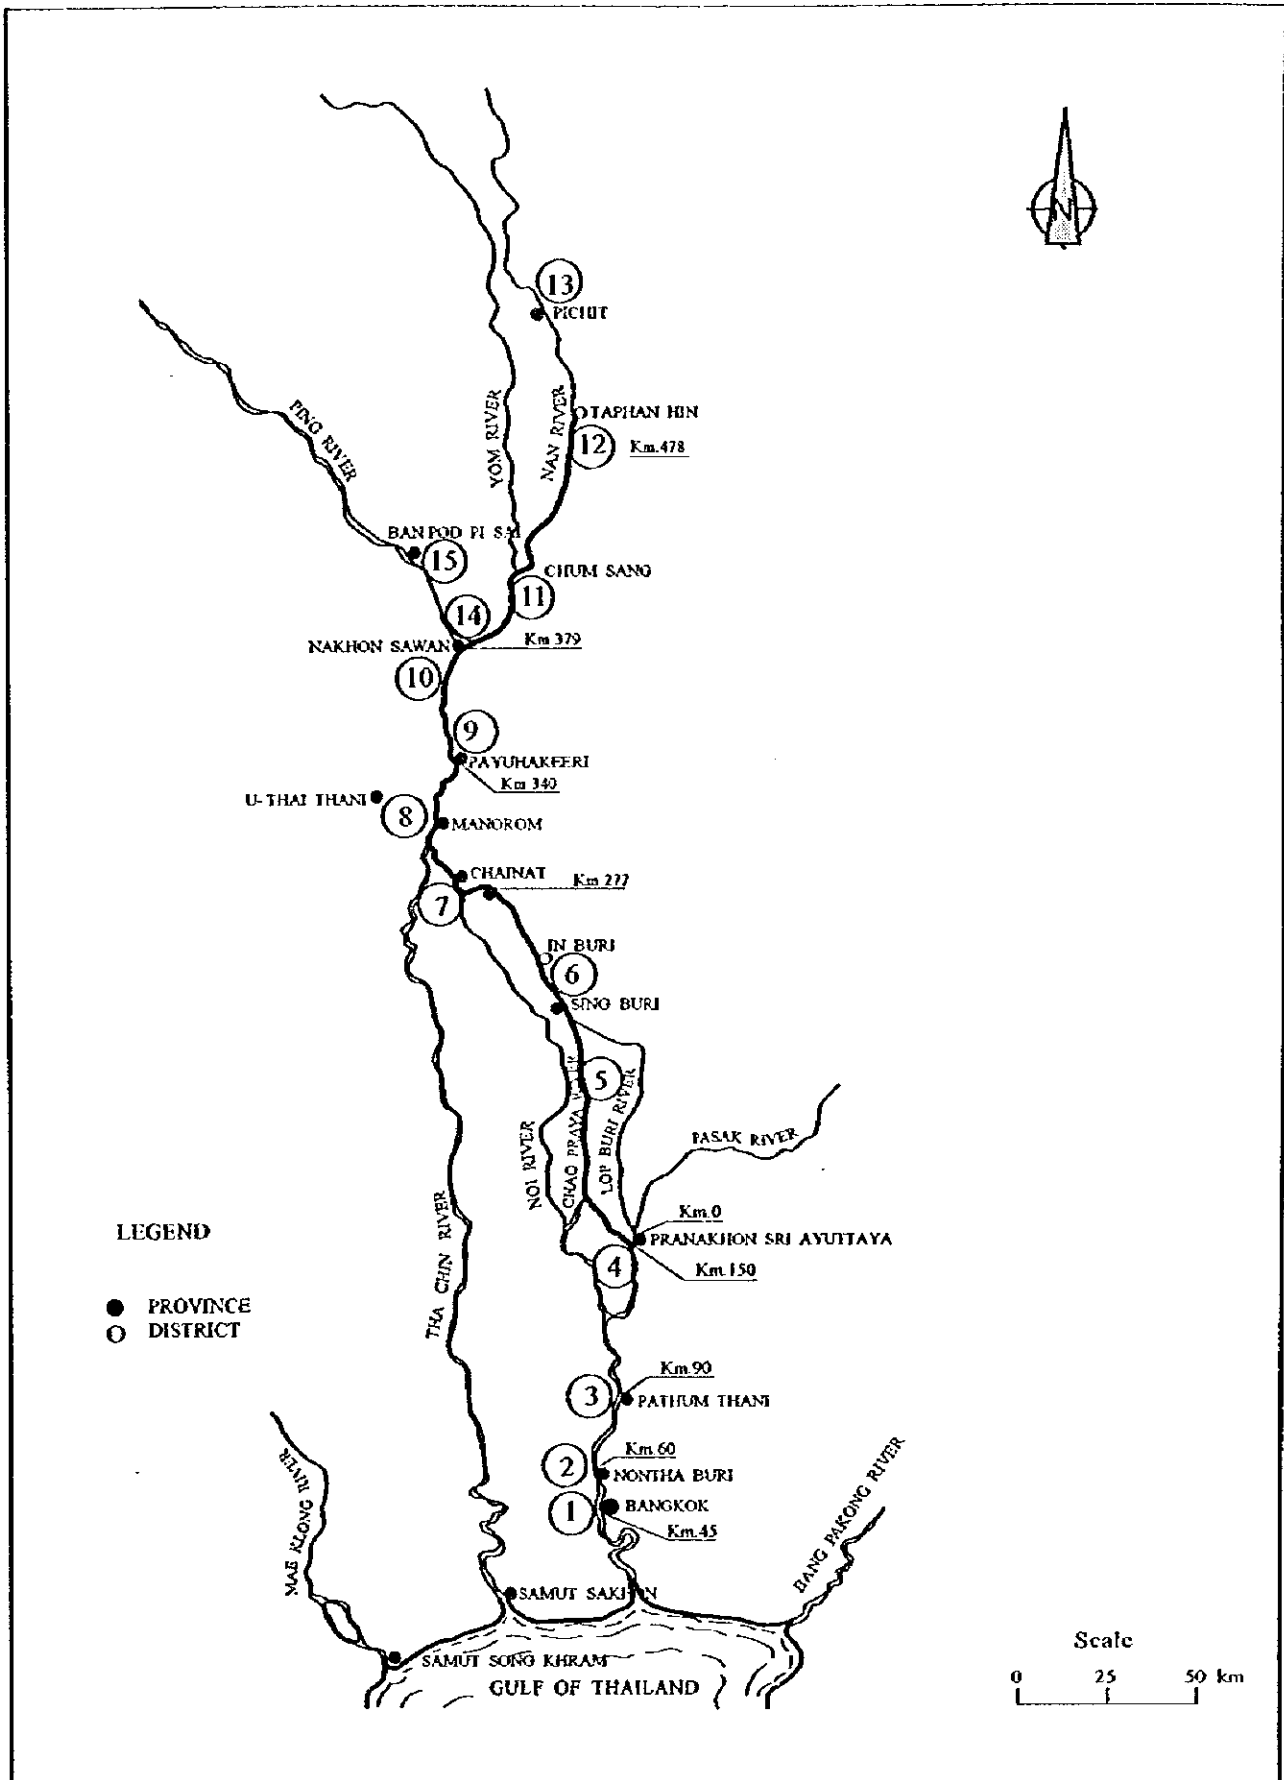 N
13
PICHIT
TAPHAN HIN
12
Km.478
PING RIVER
YOM RIVER
NAN RIVER
BAN POD PI SAI
15
CHUM SANG
11
14
Km 379
NAKHON SAWAN
10
9
PAYUHAKEERI
Km 340
U-THAI THANI
8
MANOROM
CHAINAT
Km 277
7
IN BURI
6
SING BURI
5
NOI RIVER
CHAO PRAYA RIVER
LOP BURI RIVER
PASAK RIVER
Km.0
PRANAKHON SRI AYUTTAYA
4
Km.150
LEGEND
PROVINCE
DISTRICT
THA CHIN RIVER
Km.90
3
PATHUM THANI
Km.60
2
NONTHA BURI
1
BANGKOK
Km.45
MAE KLONG RIVER
BANG PAKONG RIVER
SAMUT SAKHON
SAMUT SONG KHRAM
GULF OF THAILAND
Scale
0 25 50 km